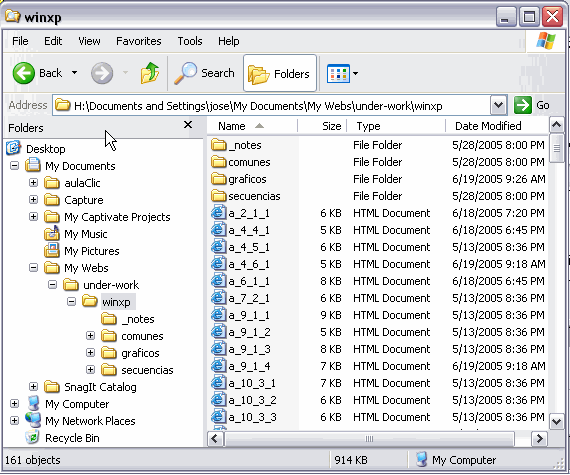 winxp
File Edit View Favorites Tools Help
Back Search Folders
Address H:\Documents and Settings\jose\My Documents\My Webs\under-work\winxp Go
Folders
Desktop
My Documents
aulaClic
Capture
My Captivate Projects
My Music
My Pictures
My Webs
under-work
winxp
_notes
comunes
graficos
secuencias
SnagIt Catalog
My Computer
My Network Places
Recycle Bin
Name Size Type Date Modified
_notes File Folder 5/28/2005 8:00 PM
comunes File Folder 5/28/2005 8:00 PM
graficos File Folder 6/19/2005 9:26 AM
secuencias File Folder 5/28/2005 8:00 PM
a_2_1_1 6 KB HTML Document 6/18/2005 7:20 PM
a_4_4_1 5 KB HTML Document 6/18/2005 6:45 PM
a_4_5_1 6 KB HTML Document 5/13/2005 8:36 PM
a_4_6_1 5 KB HTML Document 6/19/2005 9:18 AM
a_6_1_1 8 KB HTML Document 6/18/2005 6:45 PM
a_7_2_1 6 KB HTML Document 5/13/2005 8:36 PM
a_9_1_1 9 KB HTML Document 5/13/2005 8:36 PM
a_9_1_2 5 KB HTML Document 5/13/2005 8:36 PM
a_9_1_3 8 KB HTML Document 5/13/2005 8:36 PM
a_9_1_4 7 KB HTML Document 6/19/2005 9:18 AM
a_10_3_1 7 KB HTML Document 5/13/2005 8:36 PM
a_10_3_2 6 KB HTML Document 5/13/2005 8:36 PM
a_10_3_3 6 KB HTML Document 5/13/2005 8:36 PM
161 objects 914 KB My Computer